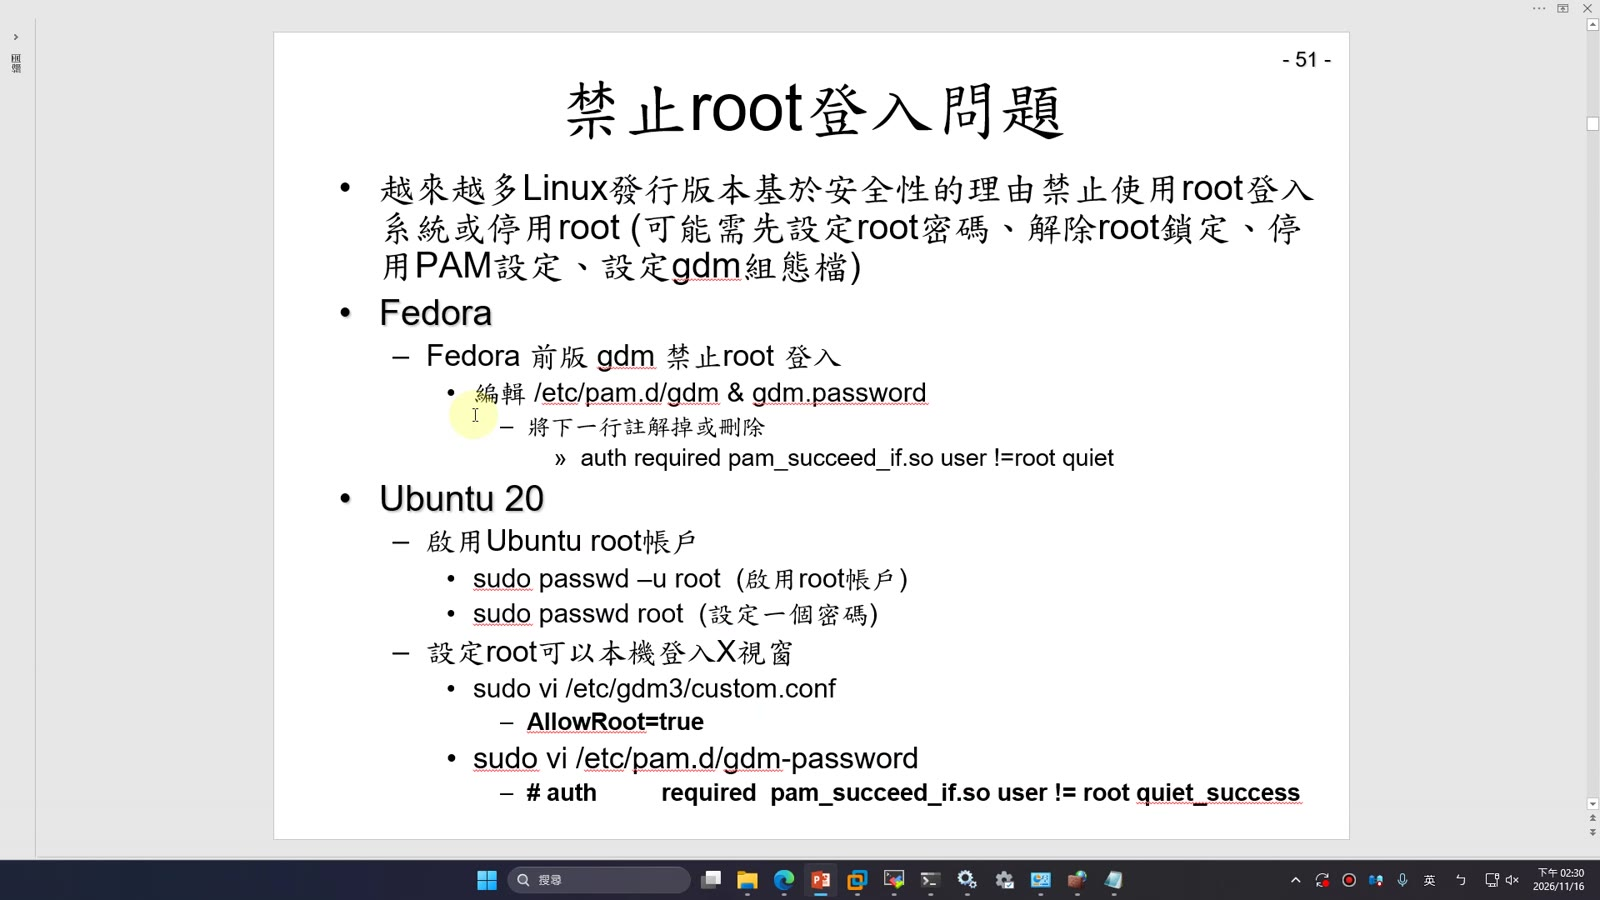 - 51 -
禁止root登入問題
• 越來越多Linux發行版本基於安全性的理由禁止使用root登入
系統或停用root (可能需先設定root密碼、解除root鎖定、停
用PAM設定、設定gdm組態檔)
• Fedora
– Fedora 前版 gdm 禁止root 登入
• 編輯 /etc/pam.d/gdm & gdm.password
– 將下一行註解掉或刪除
» auth required pam_succeed_if.so user !=root quiet
• Ubuntu 20
– 啟用Ubuntu root帳戶
• sudo passwd –u root (啟用root帳戶)
• sudo passwd root (設定一個密碼)
– 設定root可以本機登入X視窗
• sudo vi /etc/gdm3/custom.conf
– AllowRoot=true
• sudo vi /etc/pam.d/gdm-password
– # auth required pam_succeed_if.so user != root quiet_success
搜尋
英
ㄅ
下午 02:30
2026/11/16